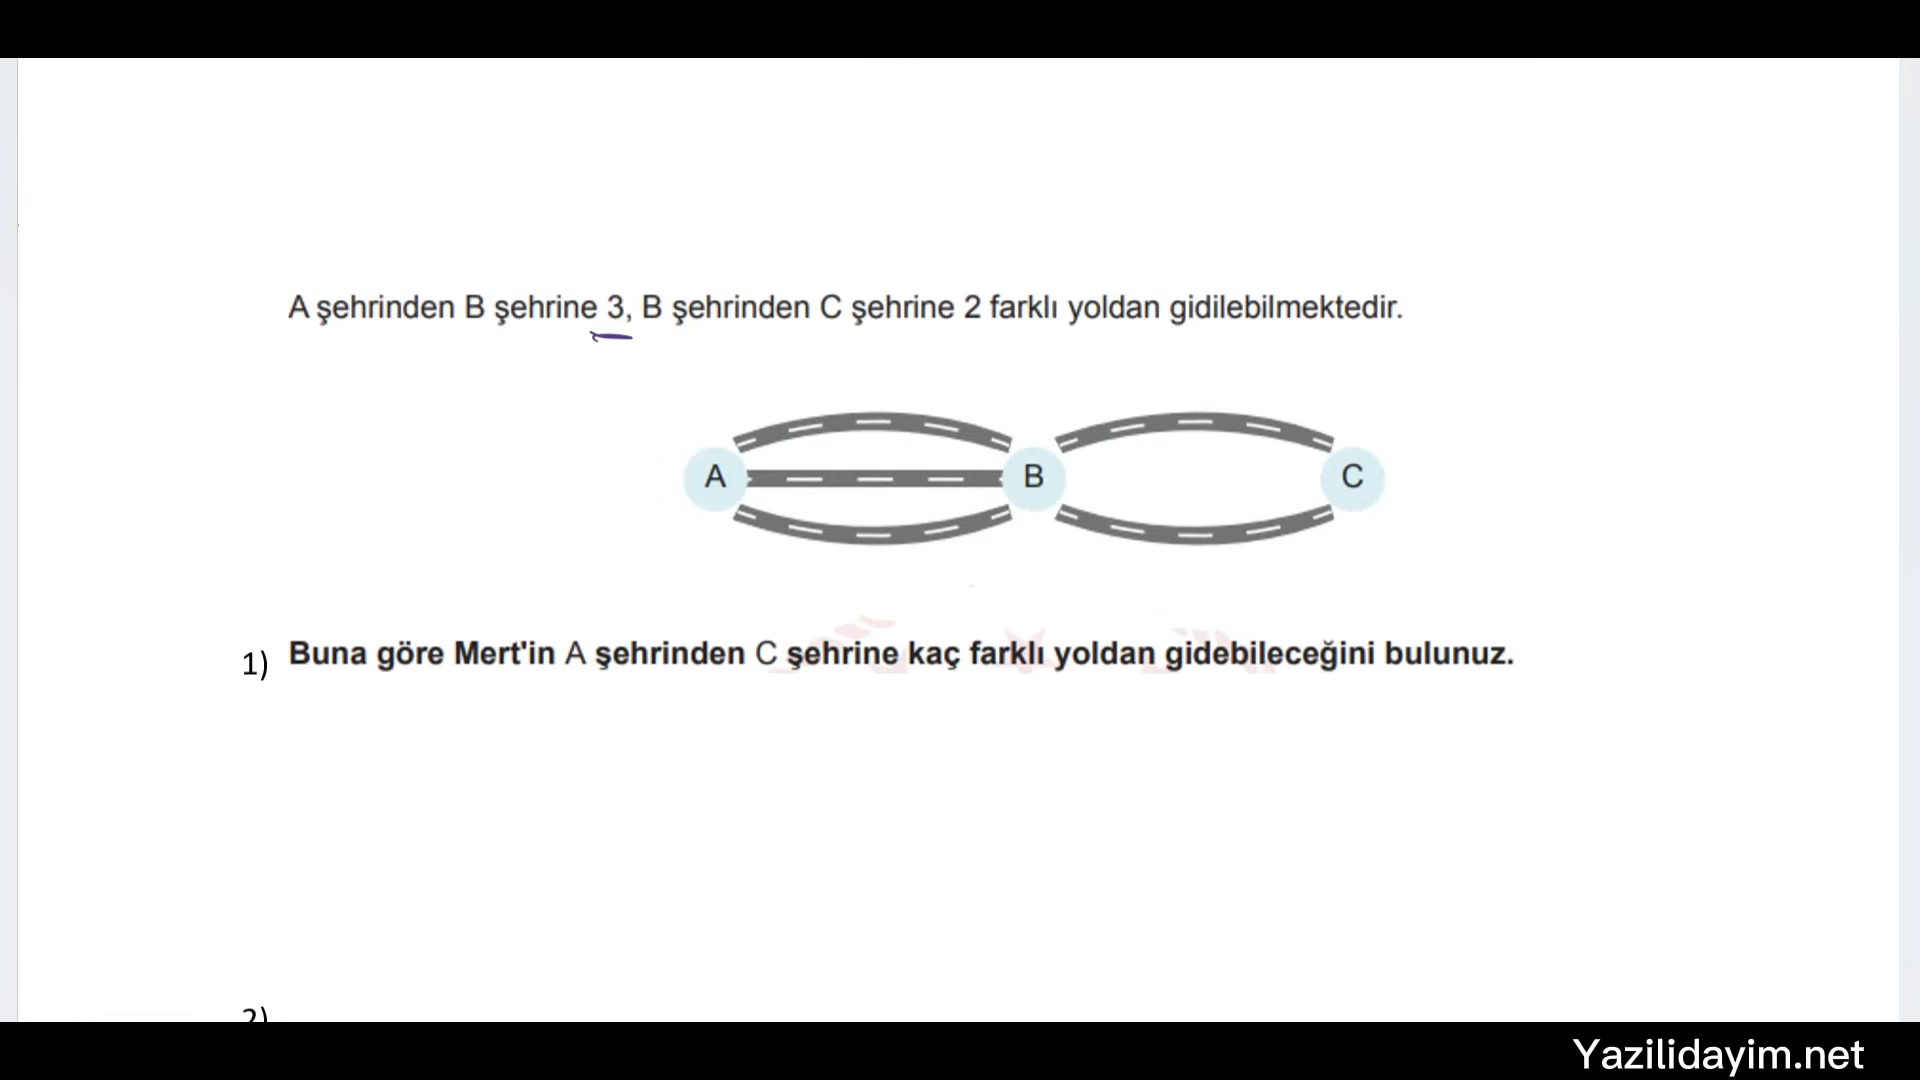 A şehrinden B şehrine 3, B şehrinden C şehrine 2 farklı yoldan gidilebilmektedir.
A B C
1) Buna göre Mert'in A şehrinden C şehrine kaç farklı yoldan gidebileceğini bulunuz.
2)
Yazilidayim.net